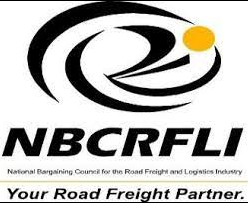 NBCRFLI
National Bargaining Council for the Road Freight and Logistics Industry
Your Road Freight Partner.